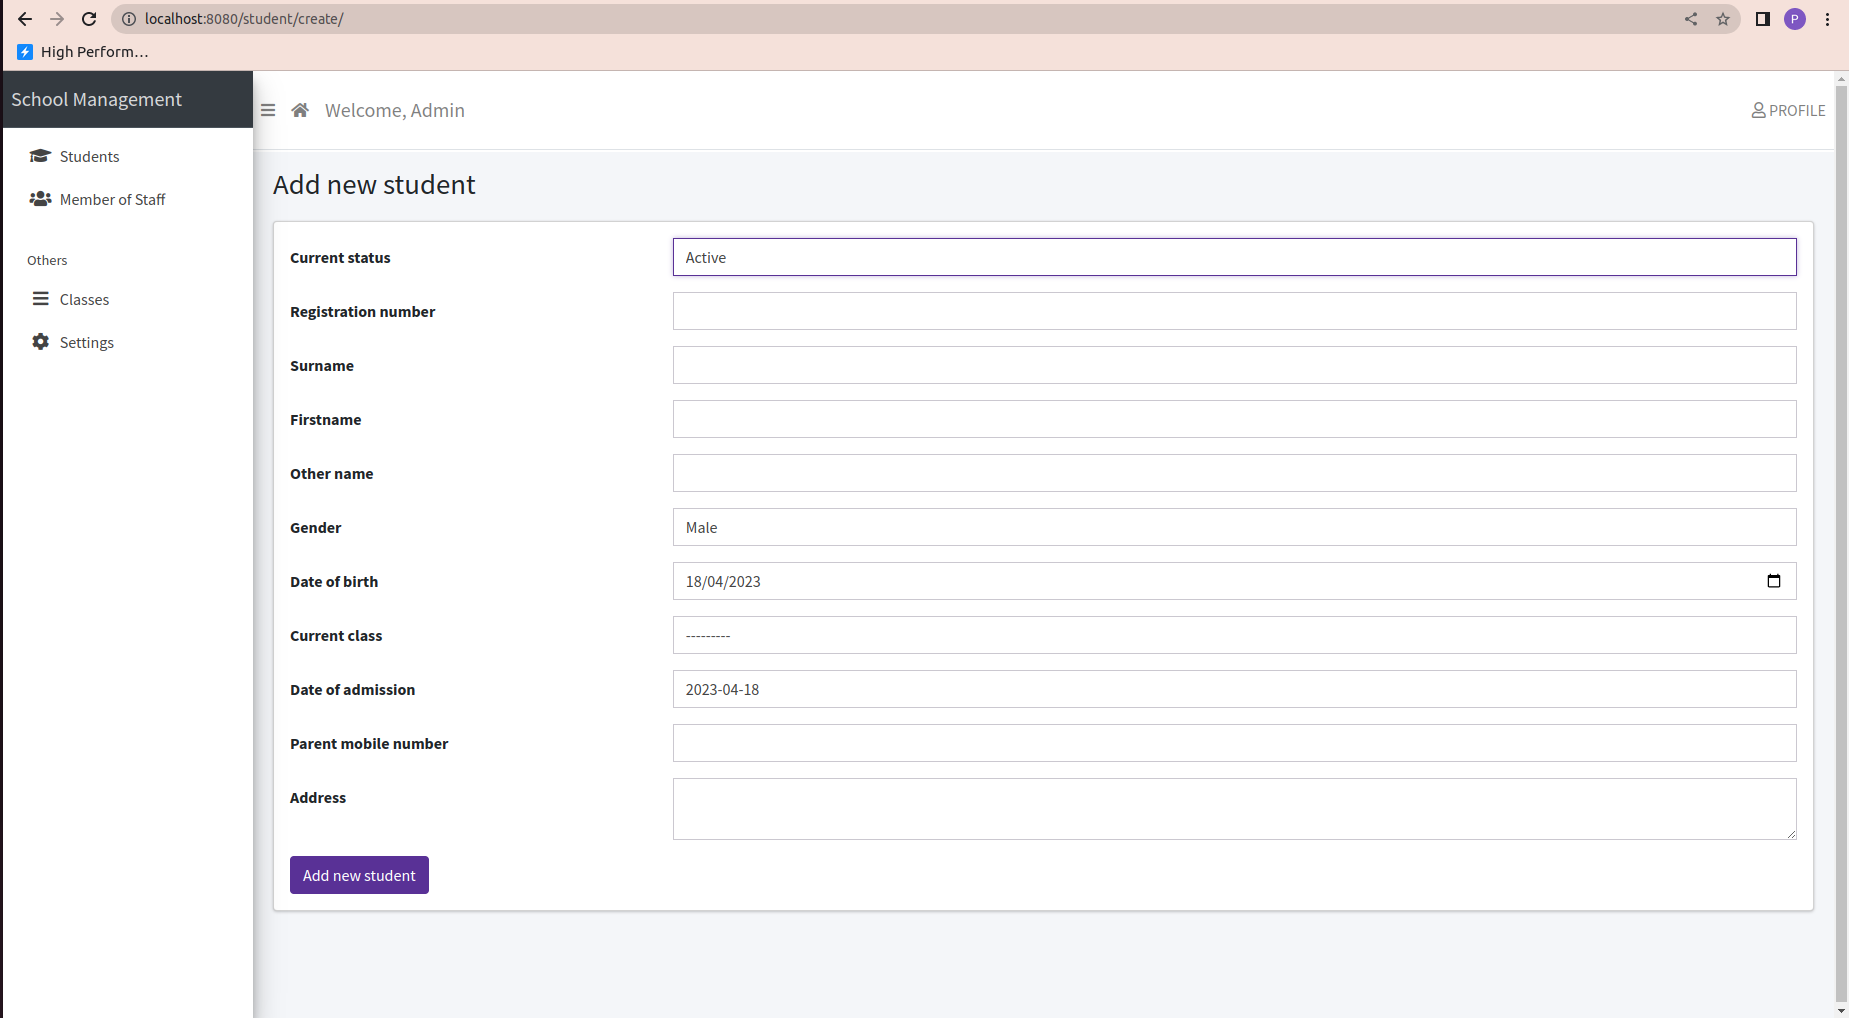 localhost:8080/student/create/
P
High Perform...
School Management
Welcome, Admin
PROFILE
Students
Member of Staff
Others
Classes
Settings
Add new student
Current status
Active
Registration number
Surname
Firstname
Other name
Gender
Male
Date of birth
18/04/2023
Current class
---------
Date of admission
2023-04-18
Parent mobile number
Address
Add new student